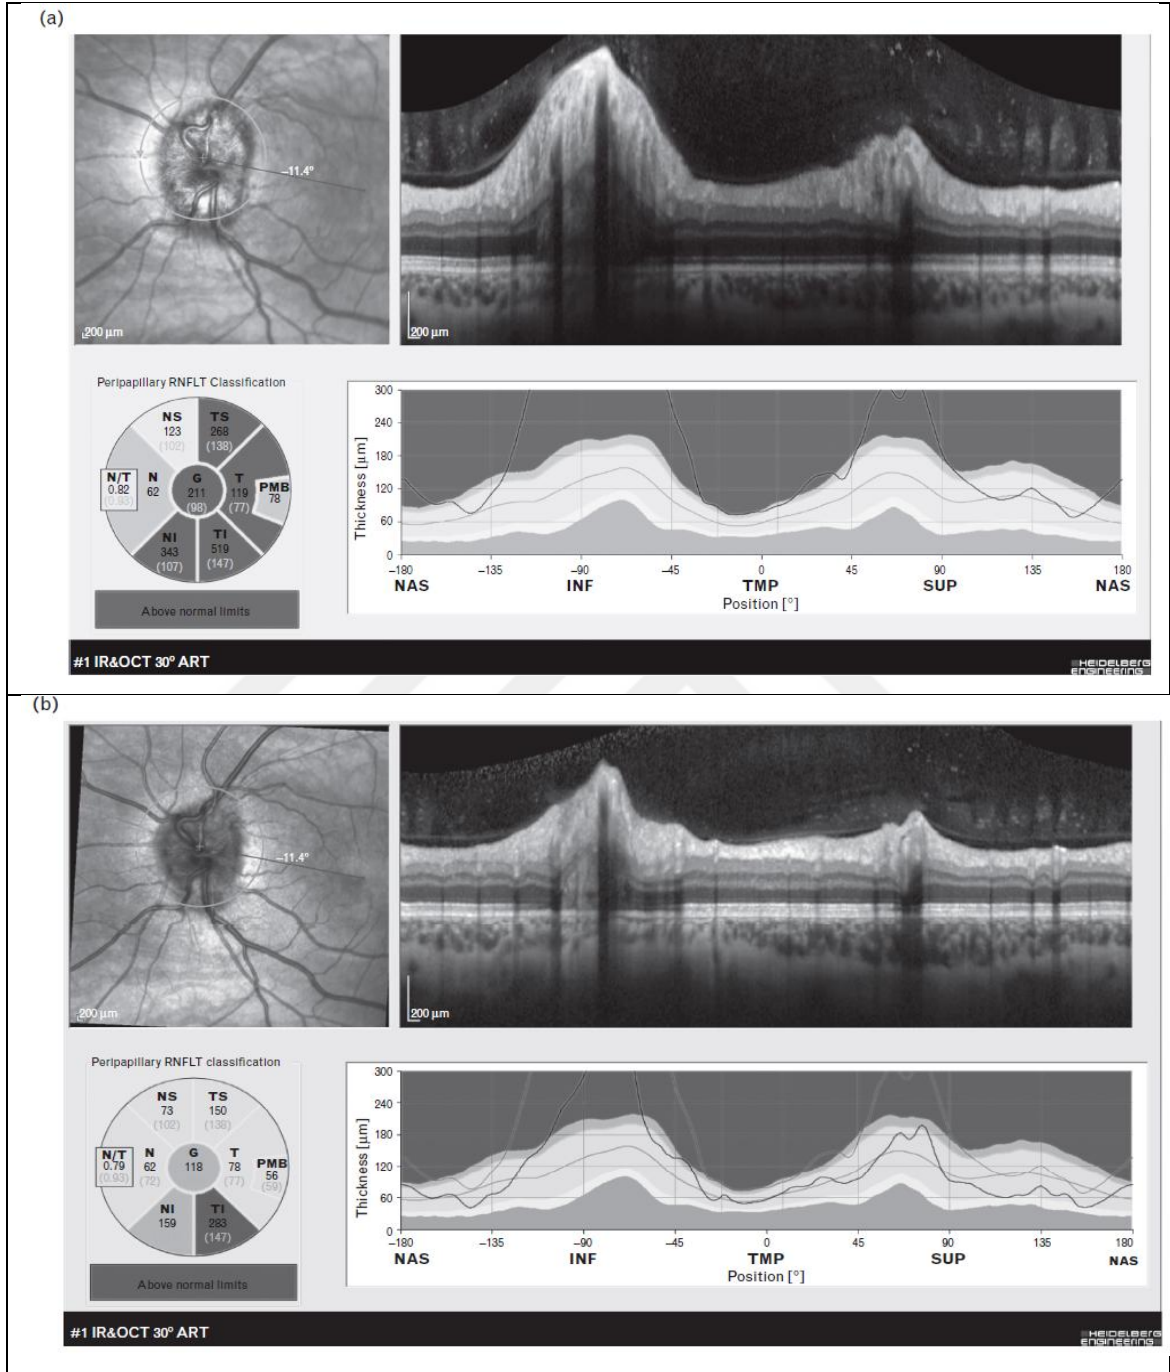 (a)
−11.4°
200 µm
200 µm
Peripapillary RNFLT Classification
NS
123
(102)
TS
268
(138)
N/T
0.82
(0.93)
N
62
G
211
(98)
T
119
(77)
PMB
78
NI
343
(107)
TI
519
(147)
Above normal limits
Thickness [µm]
300
240
180
120
60
0
−180 −135 −90 −45 0 45 90 135 180
NAS INF TMP SUP NAS
Position [°]
#1 IR&OCT 30° ART
HEIDELBERG
ENGINEERING
(b)
−11.4°
200 µm
200 µm
Peripapillary RNFLT classification
NS
73
(102)
TS
150
(138)
N/T
0.79
(0.93)
N
62
(72)
G
118
T
78
(77)
PMB
56
(59)
NI
159
TI
283
(147)
Above normal limits
Thickness [µm]
300
240
180
120
60
0
−180 −135 −90 −45 0 45 90 135 180
NAS INF TMP SUP NAS
Position [°]
#1 IR&OCT 30° ART
HEIDELBERG
ENGINEERING